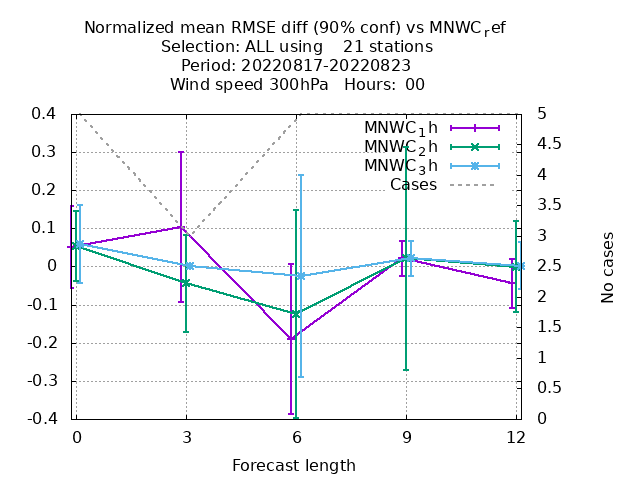 Normalized mean RMSE diff (90% conf) vs MNWC_ref
Selection: ALL using    21 stations
Period: 20220817-20220823
Wind speed 300hPa   Hours:  00
MNWC_1h
MNWC_2h
MNWC_3h
Cases
0.4
0.3
0.2
0.1
0
-0.1
-0.2
-0.3
-0.4
5
4.5
4
3.5
3
2.5
2
1.5
1
0.5
0
No cases
0 3 6 9 12
Forecast length